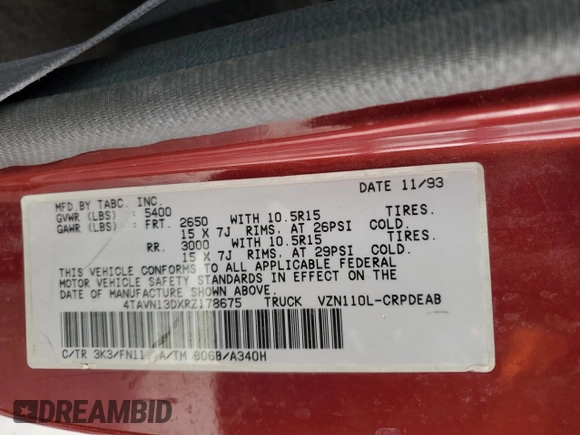 MFD BY TABC. INC. DATE 11/93
GVWR (LBS) : 5400
GAWR (LBS) : FRT. 2650 WITH 10.5R15 TIRES.
15 X 7J RIMS. AT 26PSI COLD.
RR. 3000 WITH 10.5R15 TIRES.
15 X 7J RIMS. AT 29PSI COLD.
THIS VEHICLE CONFORMS TO ALL APPLICABLE FEDERAL
MOTOR VEHICLE SAFETY STANDARDS IN EFFECT ON THE
DATE OF MANUFACTURE SHOWN ABOVE.
4TAVN13DXRZ178675 TRUCK VZN110L-CRPDEAB
C/TR 3K3/FN11 A/TM B06B/A340H
DREAMBID